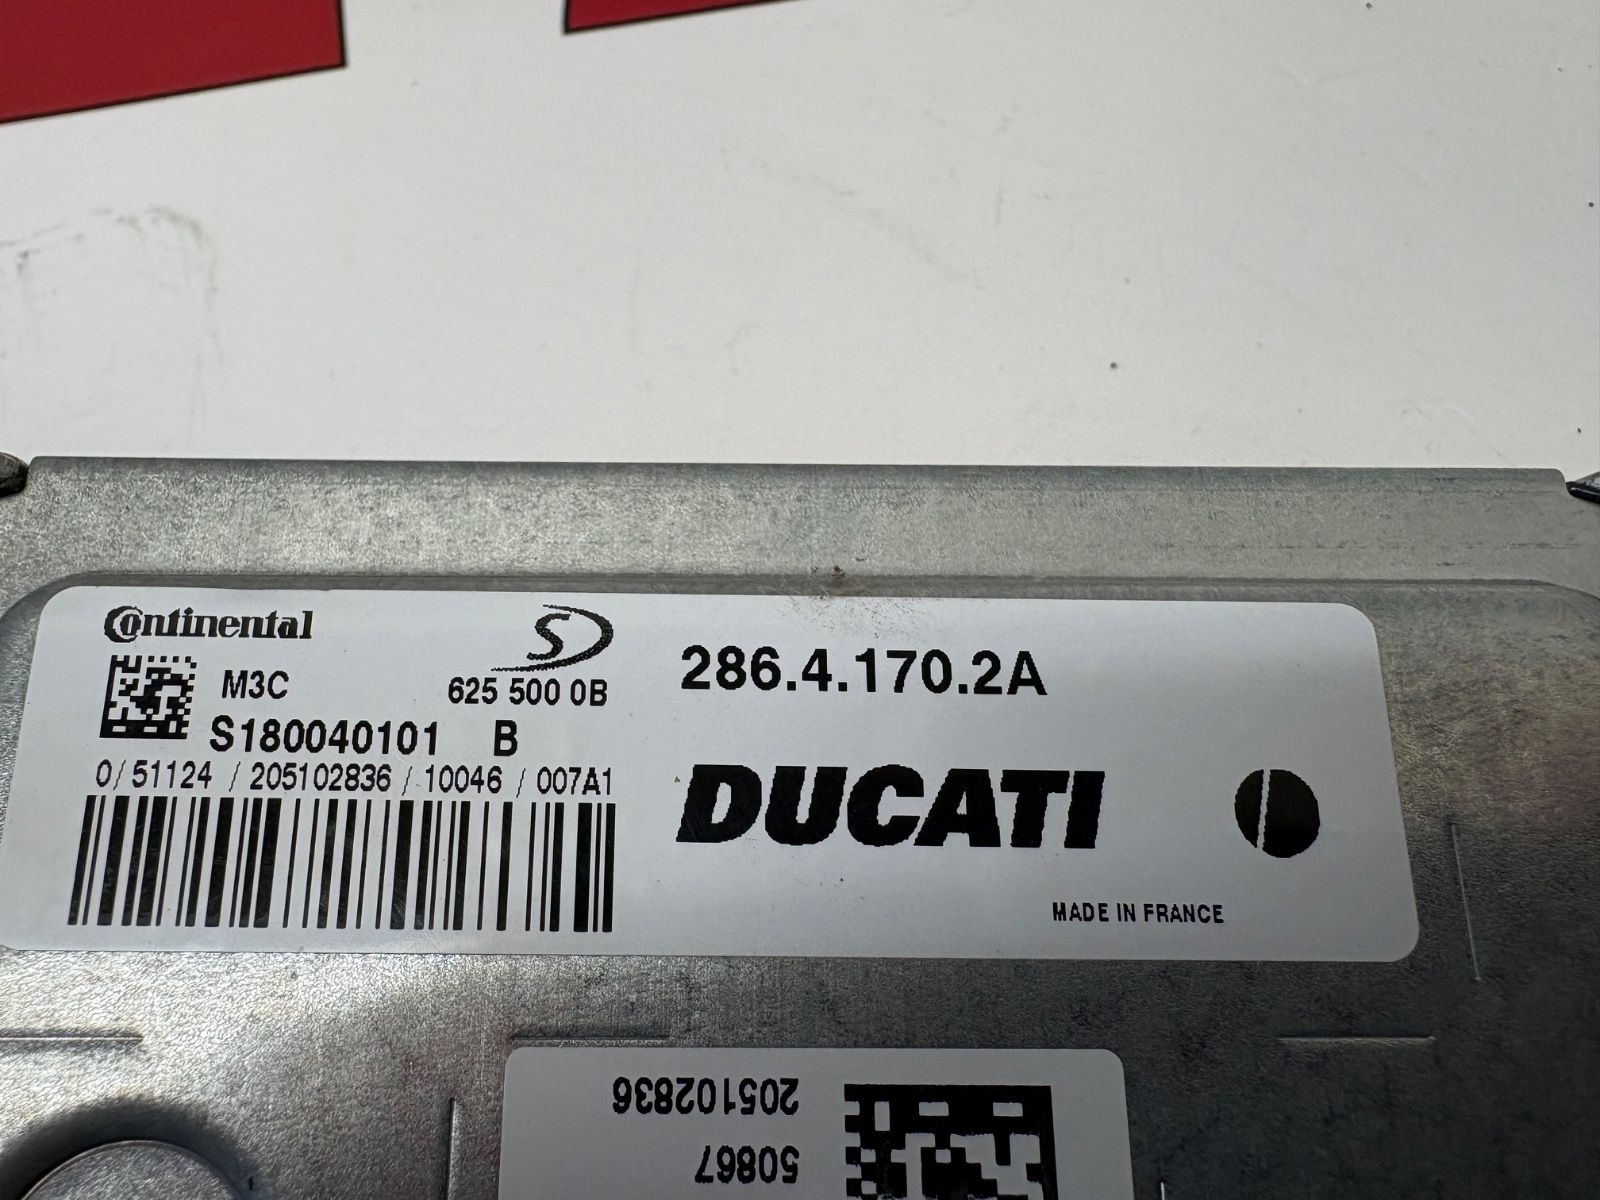 Continental
M3C
625 500 0B
S180040101 B
0/51124 / 205102836 / 10046 / 007A1
286.4.170.2A
DUCATI
MADE IN FRANCE
205102836
50867